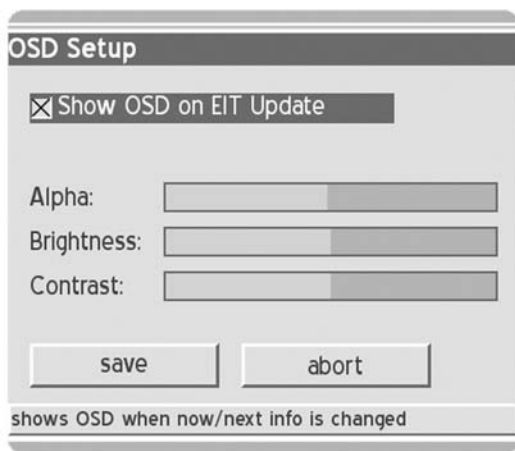 OSD Setup
Show OSD on EIT Update
Alpha:
Brightness:
Contrast:
save abort
shows OSD when now/next info is changed